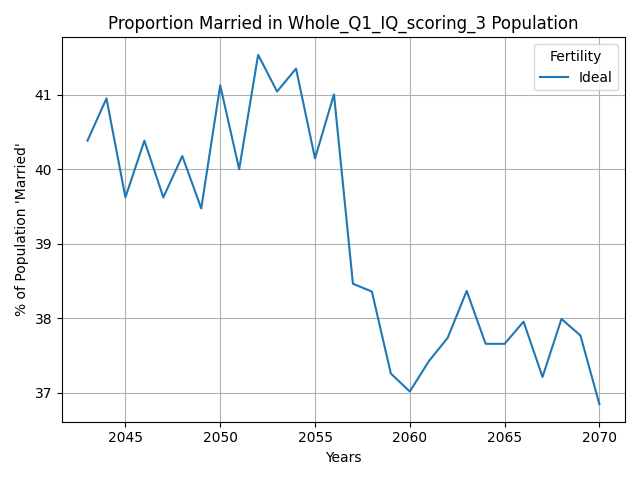 Proportion Married in Whole_Q1_IQ_scoring_3 Population
Fertility
Ideal
% of Population 'Married'
41
40
39
38
37
2045 2050 2055 2060 2065 2070
Years